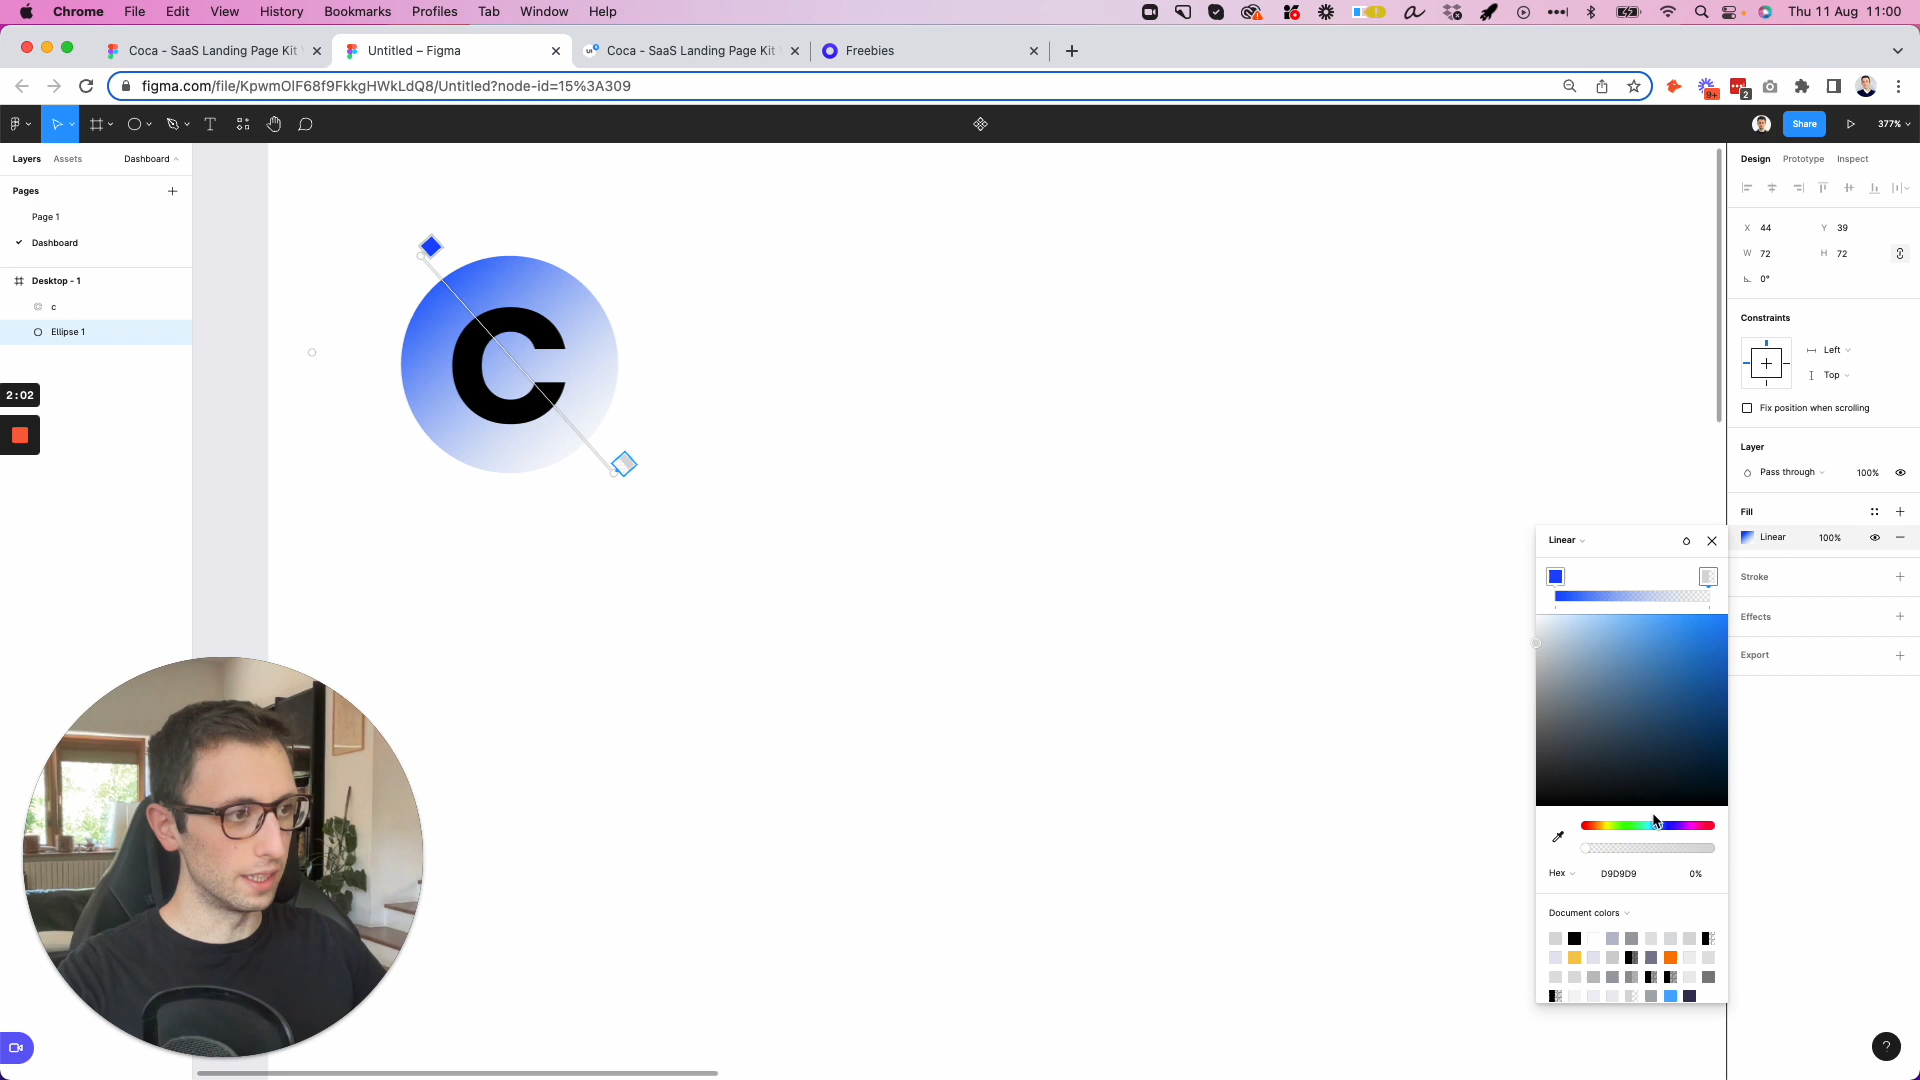 Chrome File Edit View History Bookmarks Profiles Tab Window Help
Thu 11 Aug 11:00
Coca - SaaS Landing Page Kit
Untitled – Figma
Coca - SaaS Landing Page Kit
Freebies
figma.com/file/KpwmOIF68f9FkkgHWkLdQ8/Untitled?node-id=15%3A309
9+
2
Share
377%
Layers Assets Dashboard
Design Prototype Inspect
Pages
Page 1
Dashboard
Desktop - 1
c
Ellipse 1
2:02
C
X 44 Y 39
W 72 H 72
0°
Constraints
Left
Top
Fix position when scrolling
Layer
Pass through 100%
Fill
Linear 100%
Stroke
Effects
Export
Linear
Hex D9D9D9 0%
Document colors
?